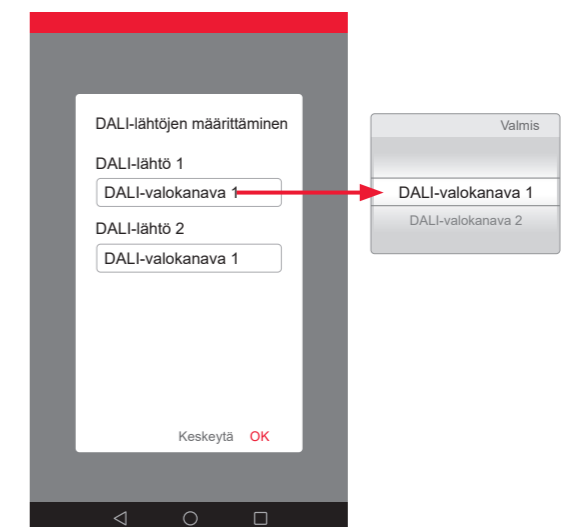 DALI-lähtöjen määrittäminen
DALI-lähtö 1
DALI-valokanava 1
DALI-lähtö 2
DALI-valokanava 1
Keskeytä OK
Valmis
DALI-valokanava 1
DALI-valokanava 2